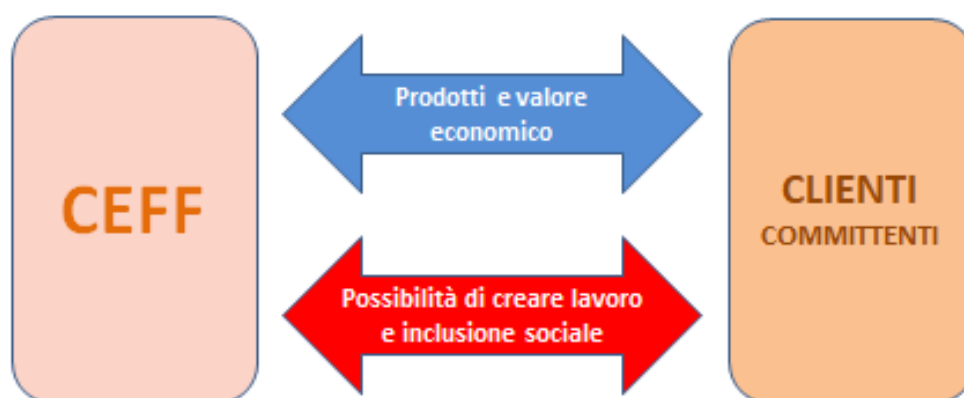 CEFF
Prodotti e valore
economico
Possibilità di creare lavoro
e inclusione sociale
CLIENTI
COMMITTENTI